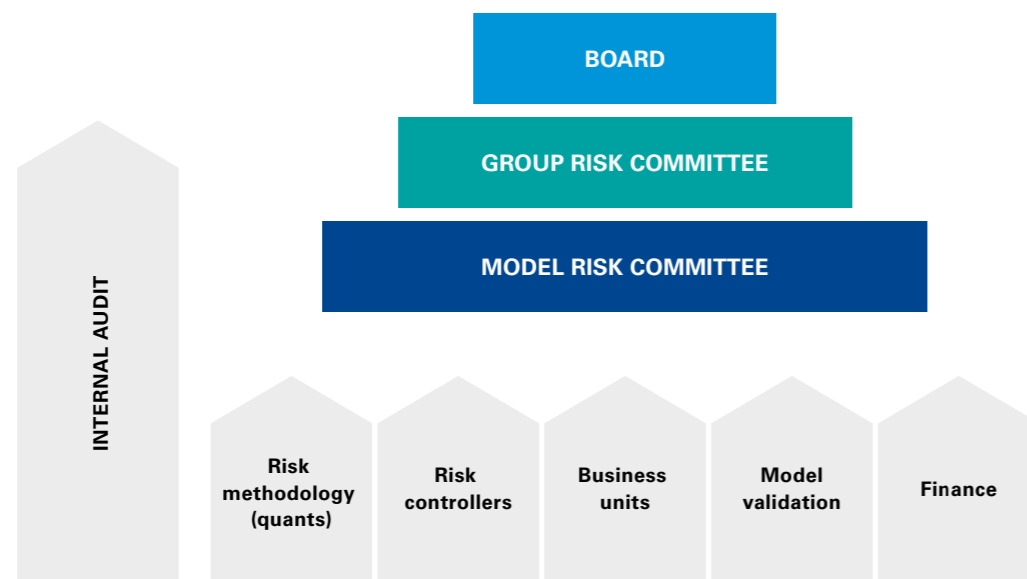 BOARD
GROUP RISK COMMITTEE
MODEL RISK COMMITTEE
INTERNAL AUDIT
Risk
methodology
(quants)
Risk
controllers
Business
units
Model
validation
Finance